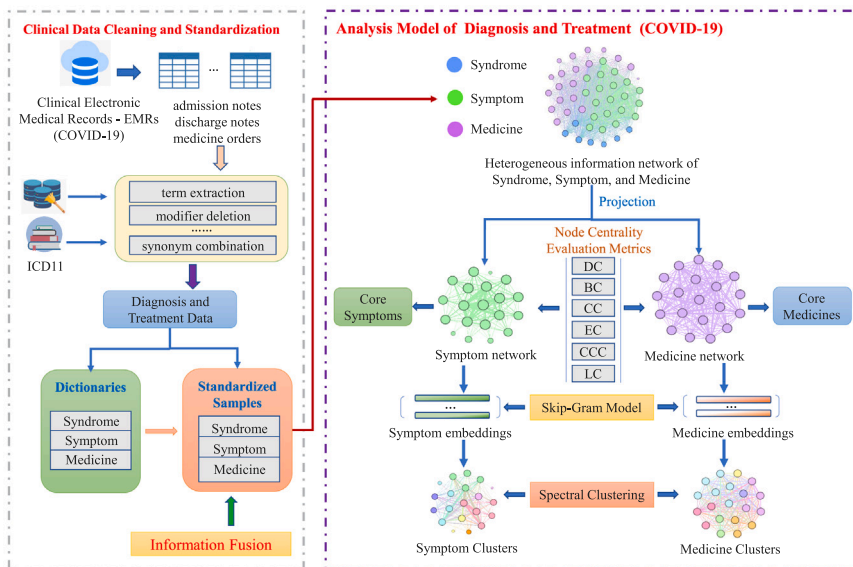 Clinical Data Cleaning and Standardization
...
Clinical Electronic
Medical Records - EMRs
(COVID-19)
admission notes
discharge notes
medicine orders
term extraction
modifier deletion
......
synonym combination
ICD11
Diagnosis and
Treatment Data
Dictionaries
Syndrome
Symptom
Medicine
Standardized
Samples
Syndrome
Symptom
Medicine
Information Fusion
Analysis Model of Diagnosis and Treatment (COVID-19)
Syndrome
Symptom
Medicine
Heterogeneous information network of
Syndrome, Symptom, and Medicine
Projection
Node Centrality
Evaluation Metrics
DC
BC
CC
EC
CCC
LC
Core
Symptoms
Symptom network
Medicine network
Core
Medicines
...
Skip-Gram Model
...
Symptom embeddings
Medicine embeddings
Spectral Clustering
Symptom Clusters
Medicine Clusters